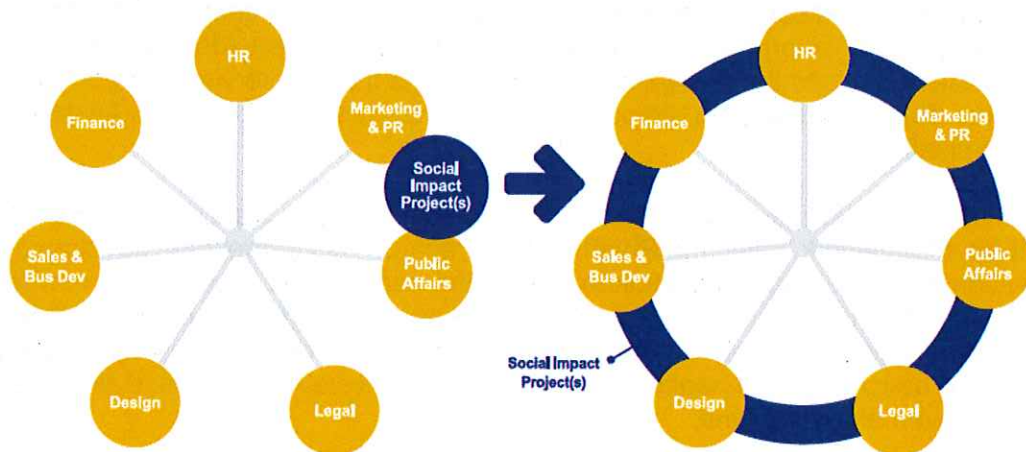 HR
Finance
Marketing
& PR
Social
Impact
Project(s)
Sales &
Bus Dev
Public
Affairs
Design
Legal
HR
Finance
Marketing
& PR
Sales &
Bus Dev
Public
Affairs
Social Impact
Project(s)
Design
Legal